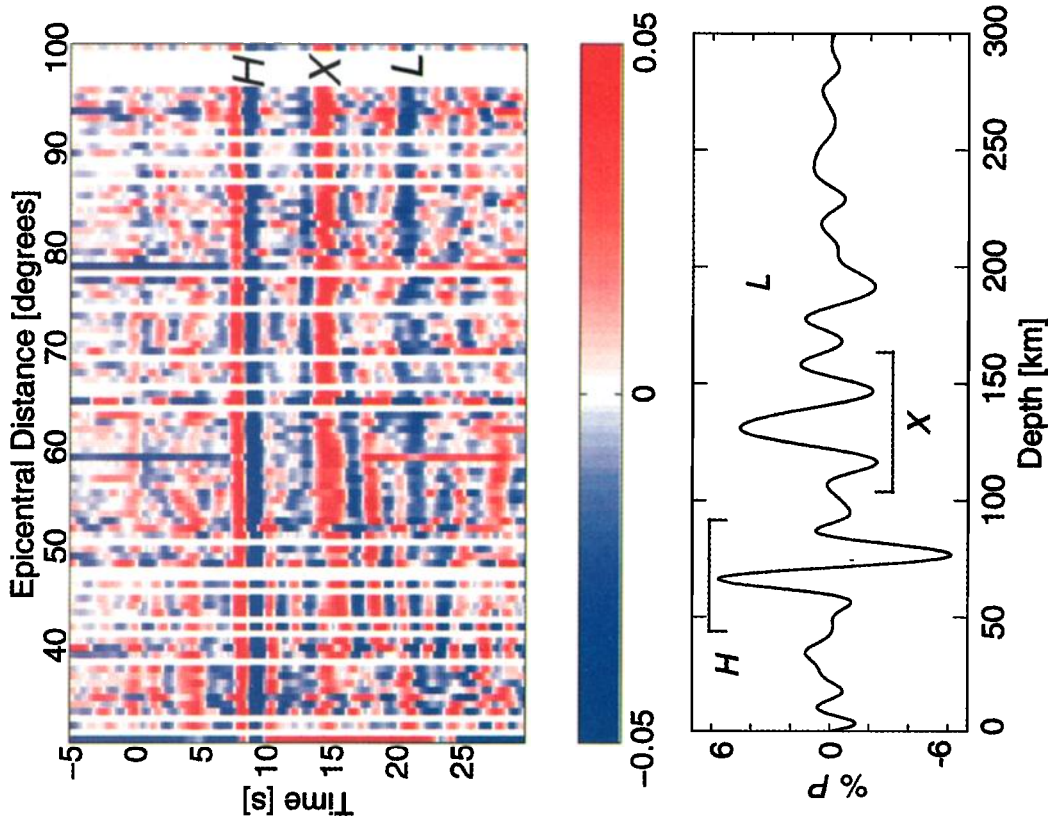 Epicentral Distance [degrees]
40 50 60 70 80 90 100
Time [s]
−5
0
5
10
15
20
25
H
X
L
−0.05 0 0.05
% P
6
0
-6
H
X
L
0 50 100 150 200 250 300
Depth [km]